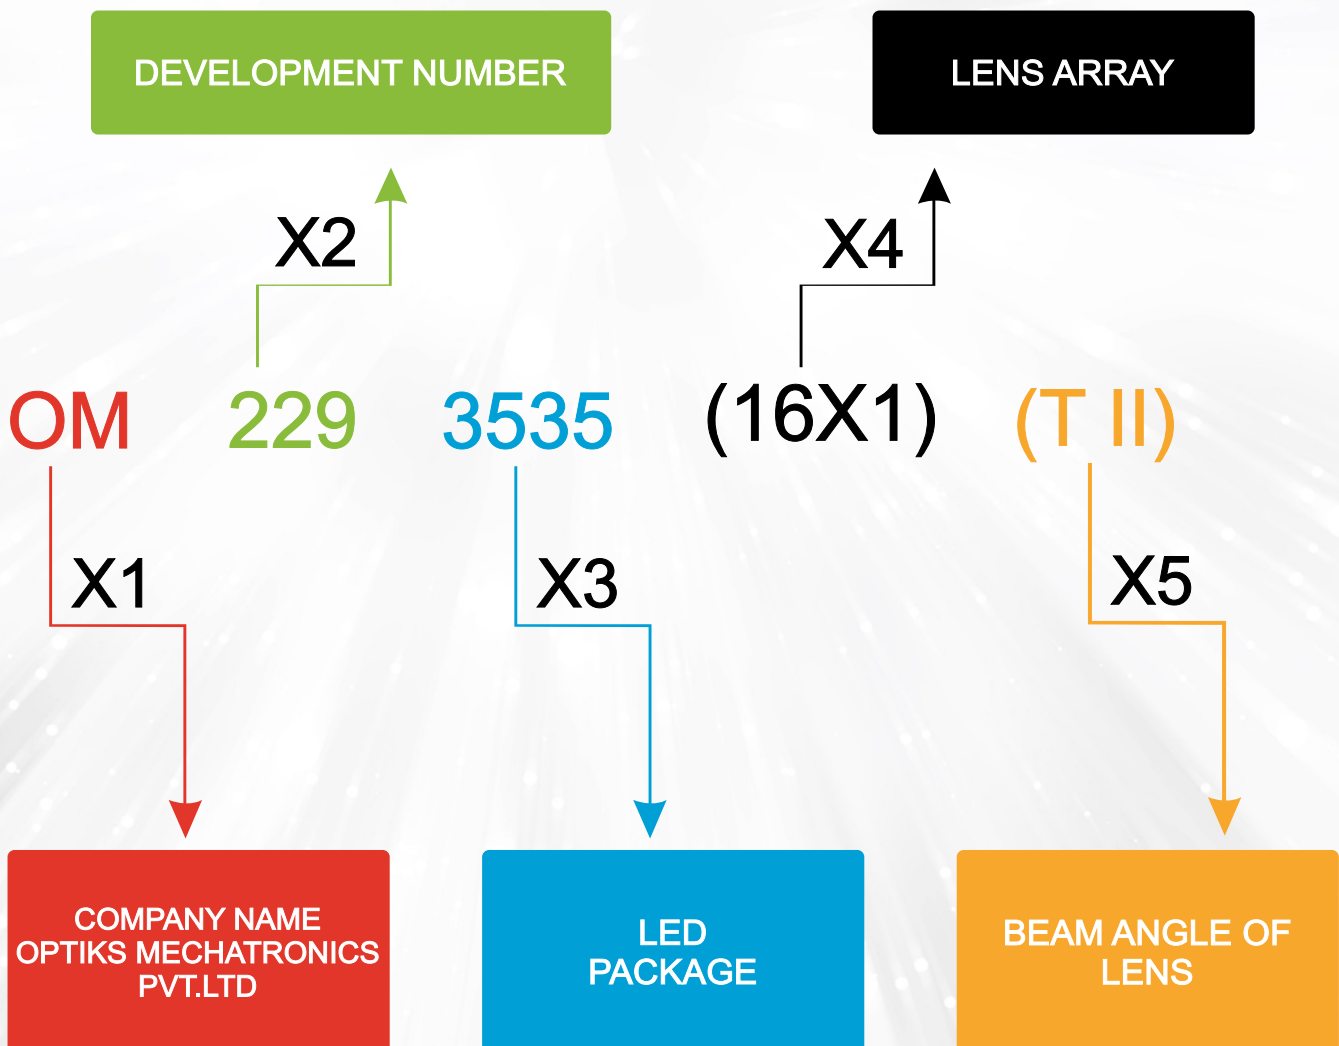 DEVELOPMENT NUMBER
LENS ARRAY
X2
X4
OM 229 3535 (16X1) (T II)
X1
X3
X5
COMPANY NAME
OPTIKS MECHATRONICS
PVT.LTD
LED
PACKAGE
BEAM ANGLE OF
LENS